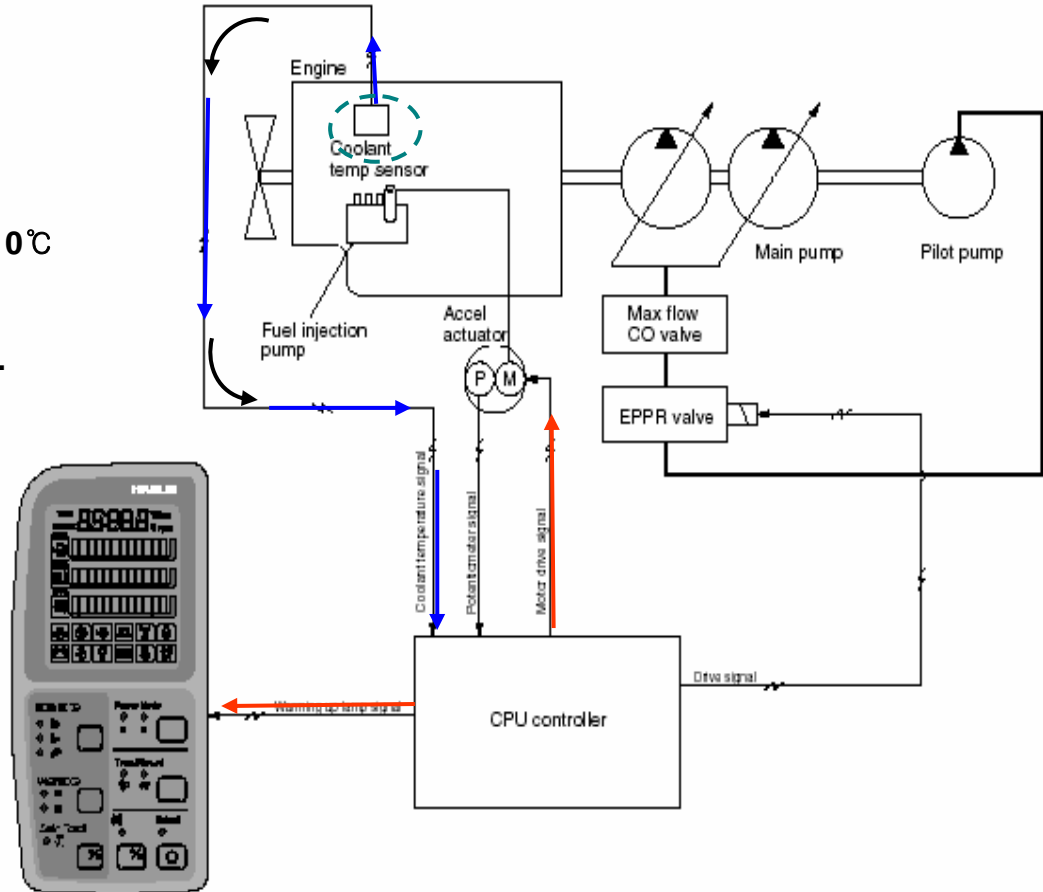 Engine
Coolant
temp sensor
0℃
.
Fuel injection
pump
Accel
actuator
P M
Main pump
Pilot pump
Max flow
CO valve
EPPR valve
Coolant temperature signal
Potentiometer signal
Motor drive signal
Drive signal
Warming up lamp signal
CPU controller
Power Mode